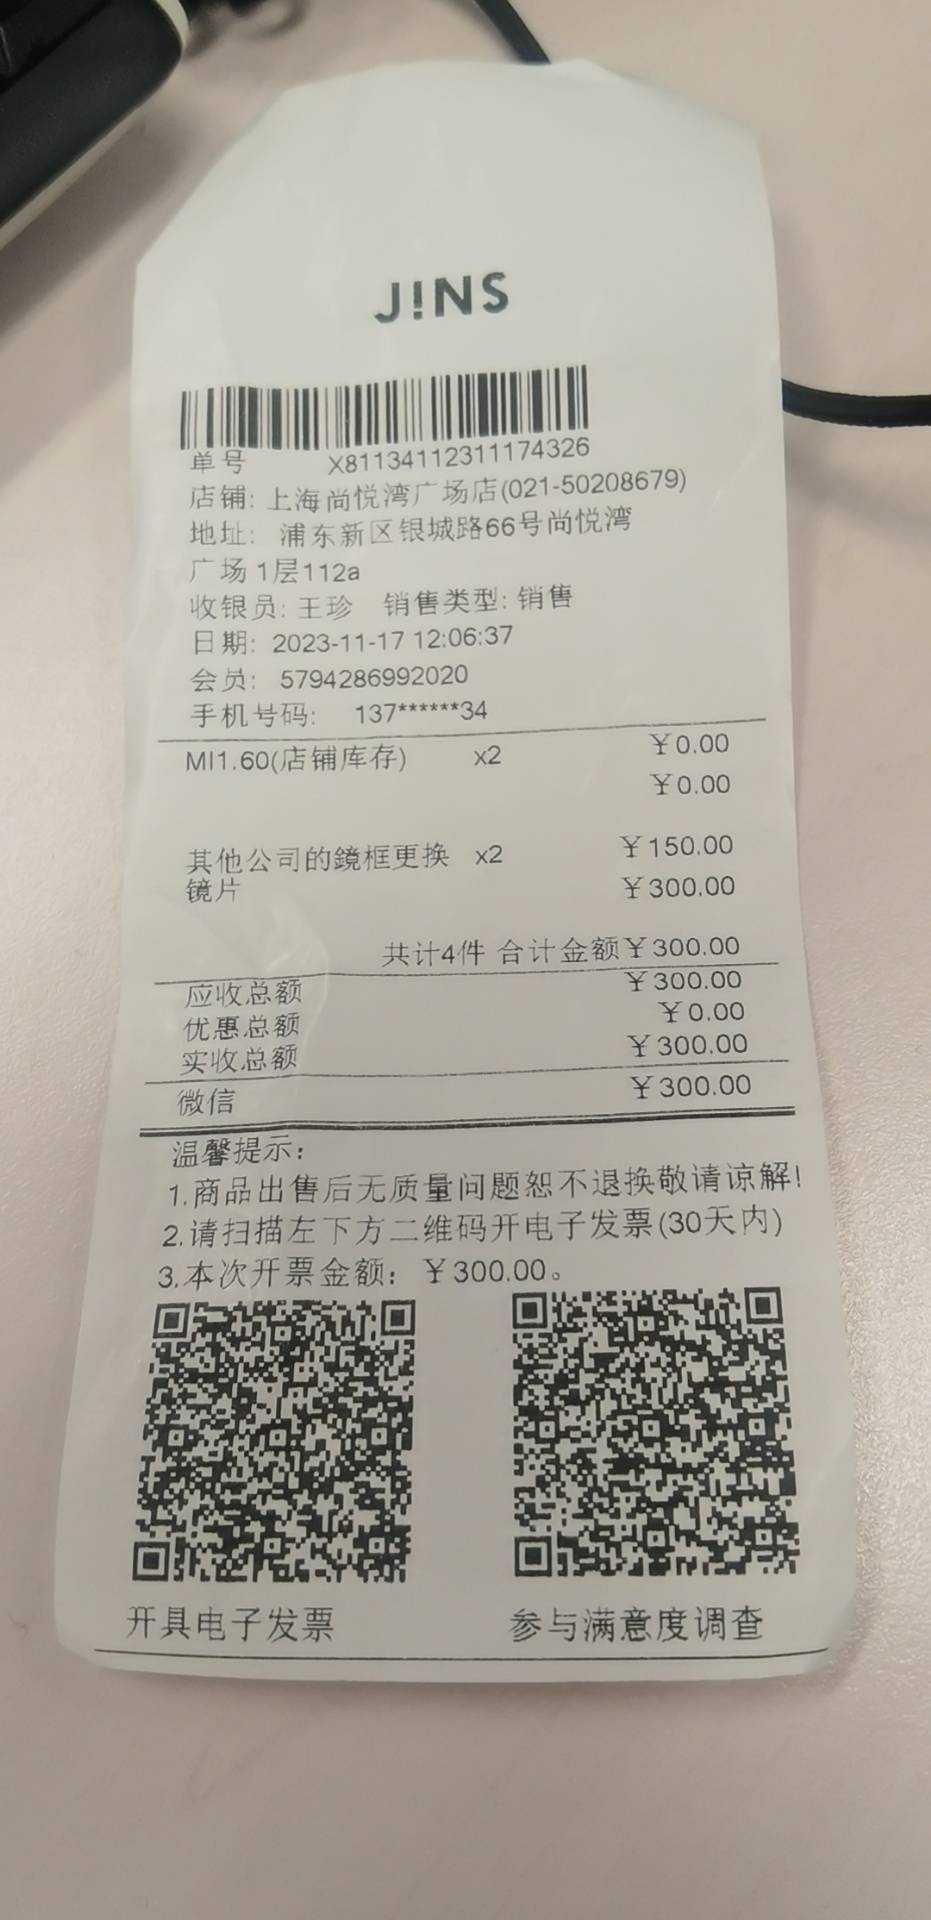 J!NS
单号 X81134112311174326
店铺: 上海尚悦湾广场店(021-50208679)
地址: 浦东新区银城路66号尚悦湾
广场 1层112a
收银员: 王珍 销售类型: 销售
日期: 2023-11-17 12:06:37
会员: 5794286992020
手机号码: 137******34
MI1.60(店铺库存) x2 ¥0.00
¥0.00
其他公司的鏡框更换 x2 ¥150.00
镜片 ¥300.00
共计4件 合计金额¥300.00
应收总额 ¥300.00
优惠总额 ¥0.00
实收总额 ¥300.00
微信 ¥300.00
温馨提示:
1.商品出售后无质量问题恕不退换敬请谅解!
2.请扫描左下方二维码开电子发票(30天内)
3.本次开票金额: ¥300.00。
开具电子发票 参与满意度调查